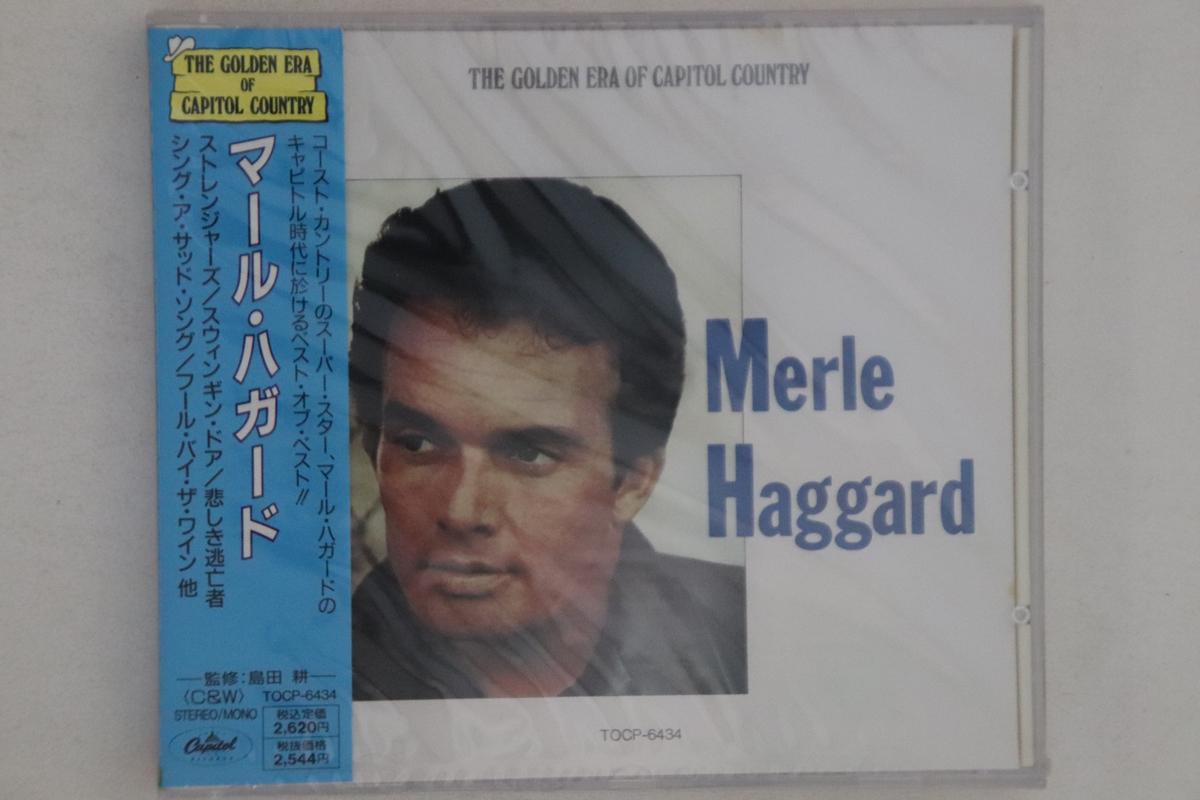 THE GOLDEN ERA
OF
CAPITOL COUNTRY
コースト・カントリーのスーパー・スター、マール・ハガードの
キャピトル時代に於けるベスト・オブ・ベスト!!
マール・ハガード
ストレンジャーズ/スウィンギン・ドア/悲しき逃亡者
シング・ア・サッド・ソング/フール・バイ・ザ・ワイン 他
監修:島田 耕
〈C&W〉 TOCP-6434
STEREO/MONO
税込定価
2,620円
税抜価格
2,544円
Capitol
RECORDS
THE GOLDEN ERA OF CAPITOL COUNTRY
Merle
Haggard
TOCP-6434